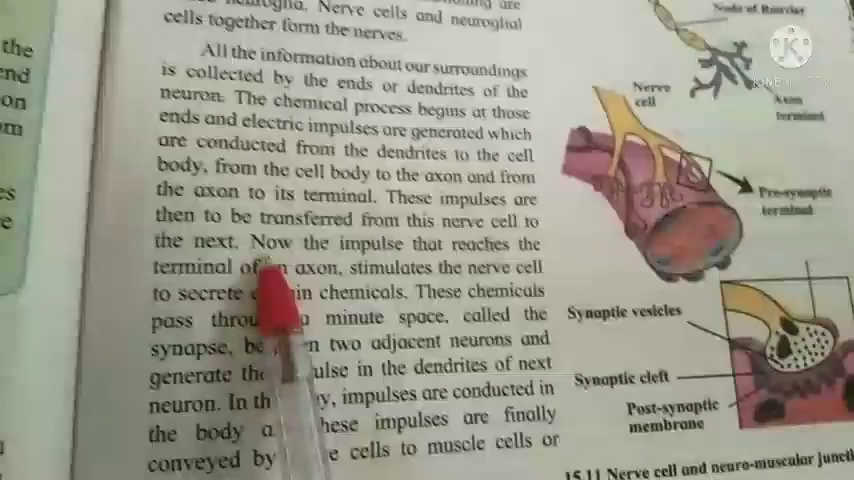 neuroglia. Nerve cells and neuroglial
cells together form the nerves.
All the information about our surroundings
is collected by the ends or dendrites of the
neuron. The chemical process begins at those
ends and electric impulses are generated which
are conducted from the dendrites to the cell
body, from the cell body to the axon and from
the axon to its terminal. These impulses are
then to be transferred from this nerve cell to
the next. Now the impulse that reaches the
terminal of axon, stimulates the nerve cell
to secrete chemicals. These chemicals
pass a minute space, called the
synapse, two adjacent neurons and
generate in the dendrites of next
neuron. In impulses are conducted in
the body impulses are finally
conveyed by cells to muscle cells or
the
Node of Ranvier
Axon
terminal
Nerve
cell
Pre-synaptic
terminal
Synaptic vesicles
Synaptic cleft
Post-synaptic
membrane
15.11 Nerve cell and neuro-muscular
K